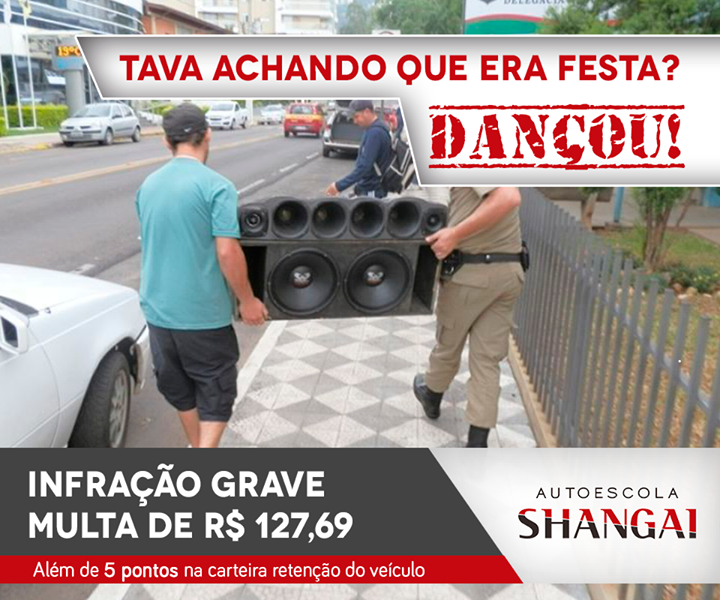 DELEGACIA
TAVA ACHANDO QUE ERA FESTA?
DANÇOU!
INFRAÇÃO GRAVE
MULTA DE R$ 127,69
Além de 5 pontos na carteira retenção do veículo
AUTOESCOLA
SHANGAI